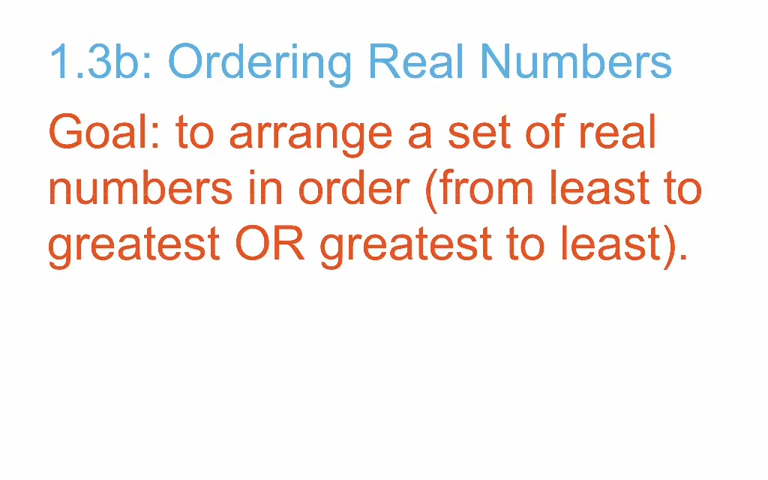 1.3b: Ordering Real Numbers
Goal: to arrange a set of real
numbers in order (from least to
greatest OR greatest to least).